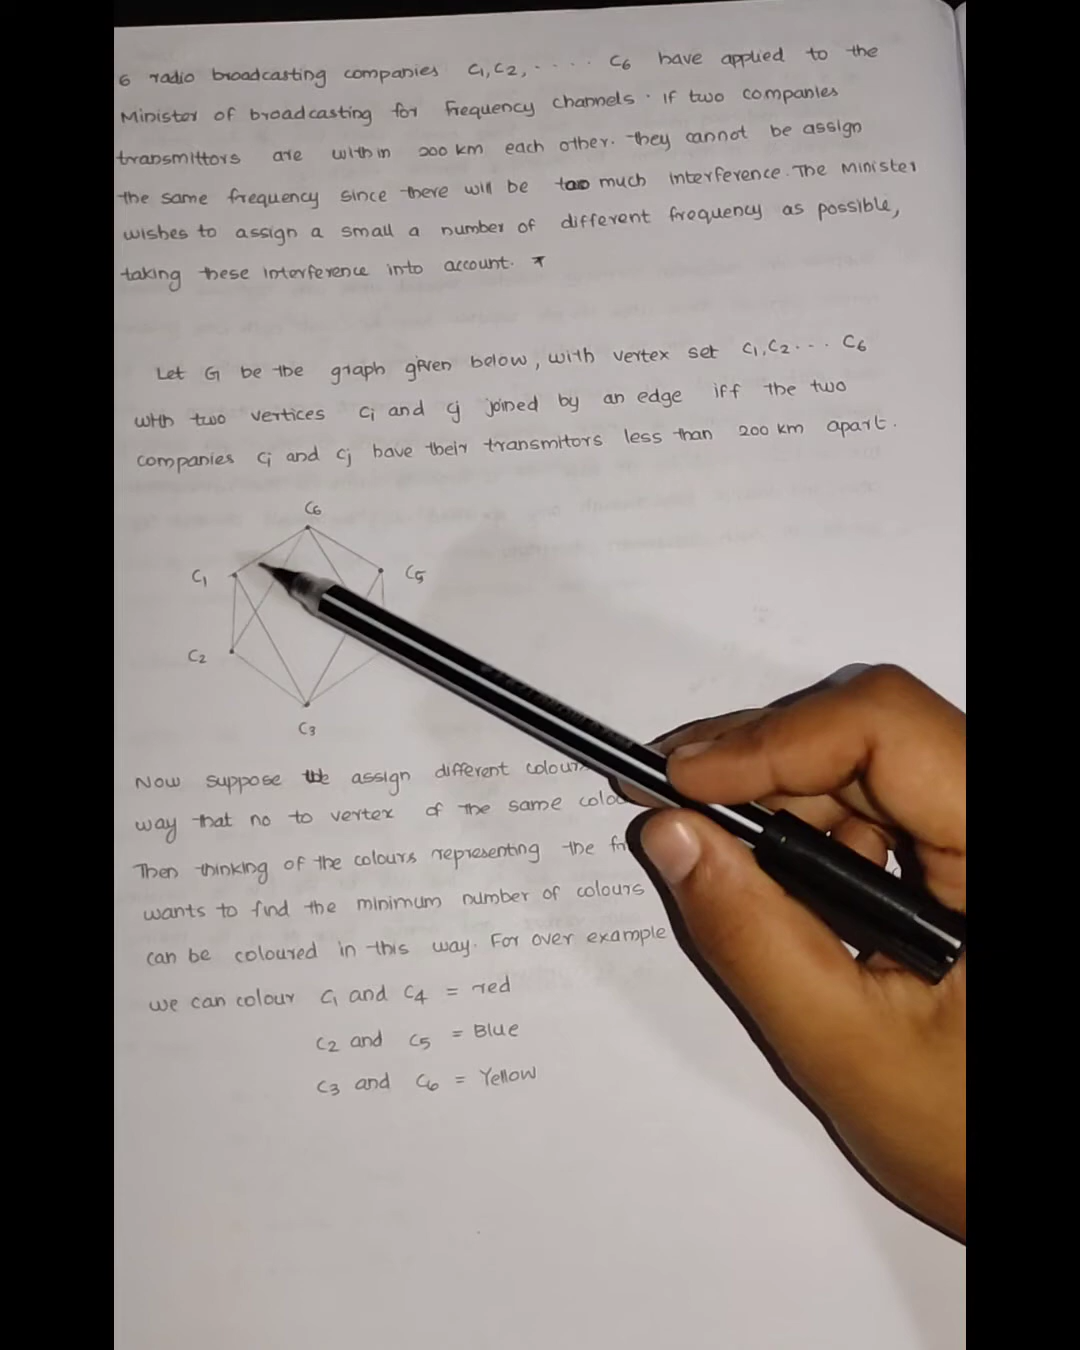 6 radio broadcasting companies C1, C2, ..... C6 have applied to the
Minister of broadcasting for frequency channels. If two companies
transmittors are within 200 km each other. they cannot be assign
the same frequency since there will be too much interference. The Minister
wishes to assign a small a number of different frequency as possible,
taking these interference into account.
Let G be the graph given below, with vertex set C1, C2 ... C6
with two vertices Ci and Cj joined by an edge iff the two
companies Ci and Cj have their transmitors less than 200 km apart.
C6
C1
C5
C2
C3
Now suppose we assign different colour
way that no to vertex of the same colou
Then thinking of the colours representing the fr
wants to find the minimum number of colours
can be coloured in this way. For over example
we can colour C1 and C4 = red
C2 and C5 = Blue
C3 and C6 = Yellow